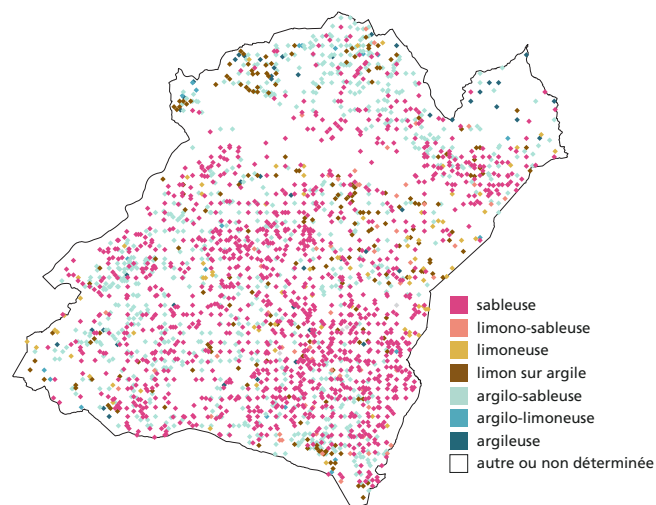 sableuse
limono-sableuse
limoneuse
limon sur argile
argilo-sableuse
argilo-limoneuse
argileuse
autre ou non déterminée